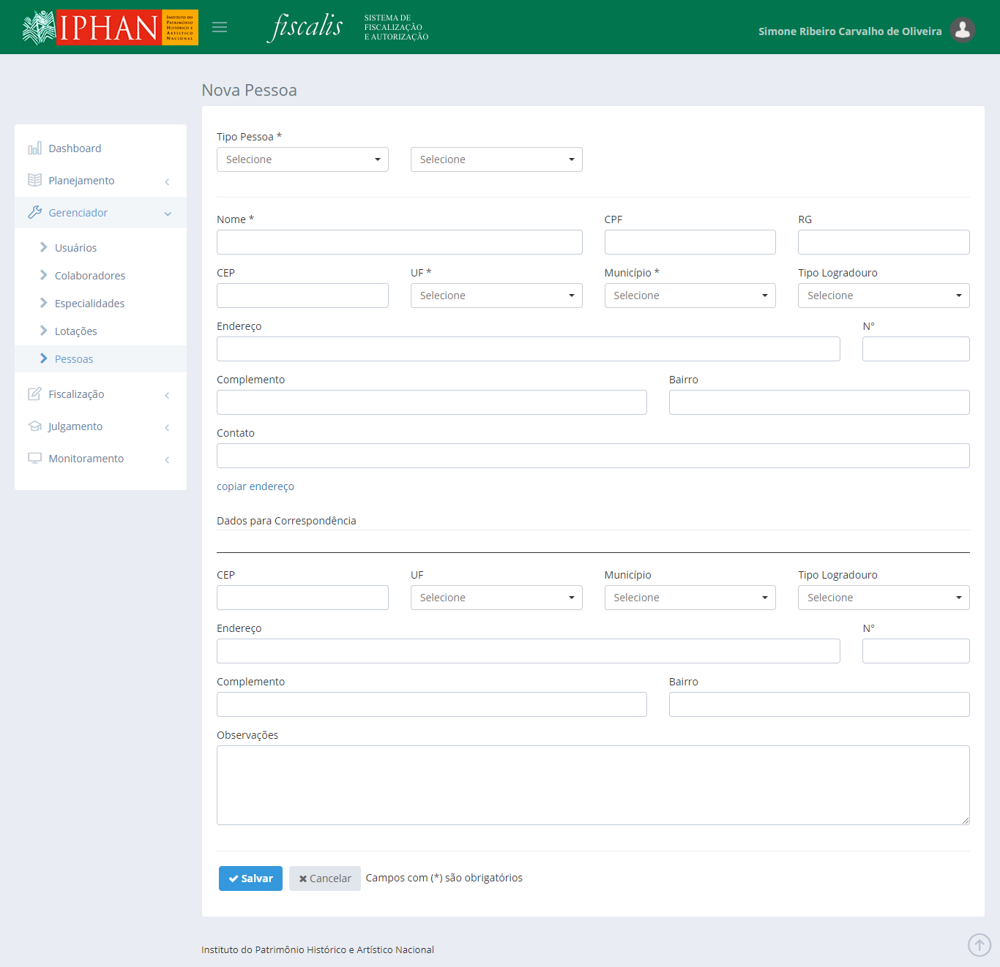 IPHAN
INSTITUTO DO
PATRIMÔNIO
HISTÓRICO E
ARTÍSTICO
NACIONAL
fiscalis
SISTEMA DE
FISCALIZAÇÃO
E AUTORIZAÇÃO
Simone Ribeiro Carvalho de Oliveira
Nova Pessoa
Dashboard
Planejamento
Gerenciador
Usuários
Colaboradores
Especialidades
Lotações
Pessoas
Fiscalização
Julgamento
Monitoramento
Tipo Pessoa *
Selecione Selecione
Nome * CPF RG
CEP UF * Município * Tipo Logradouro
Selecione Selecione Selecione
Endereço N°
Complemento Bairro
Contato
copiar endereço
Dados para Correspondência
CEP UF Município Tipo Logradouro
Selecione Selecione Selecione
Endereço N°
Complemento Bairro
Observações
Salvar Cancelar Campos com (*) são obrigatórios
Instituto do Patrimônio Histórico e Artístico Nacional